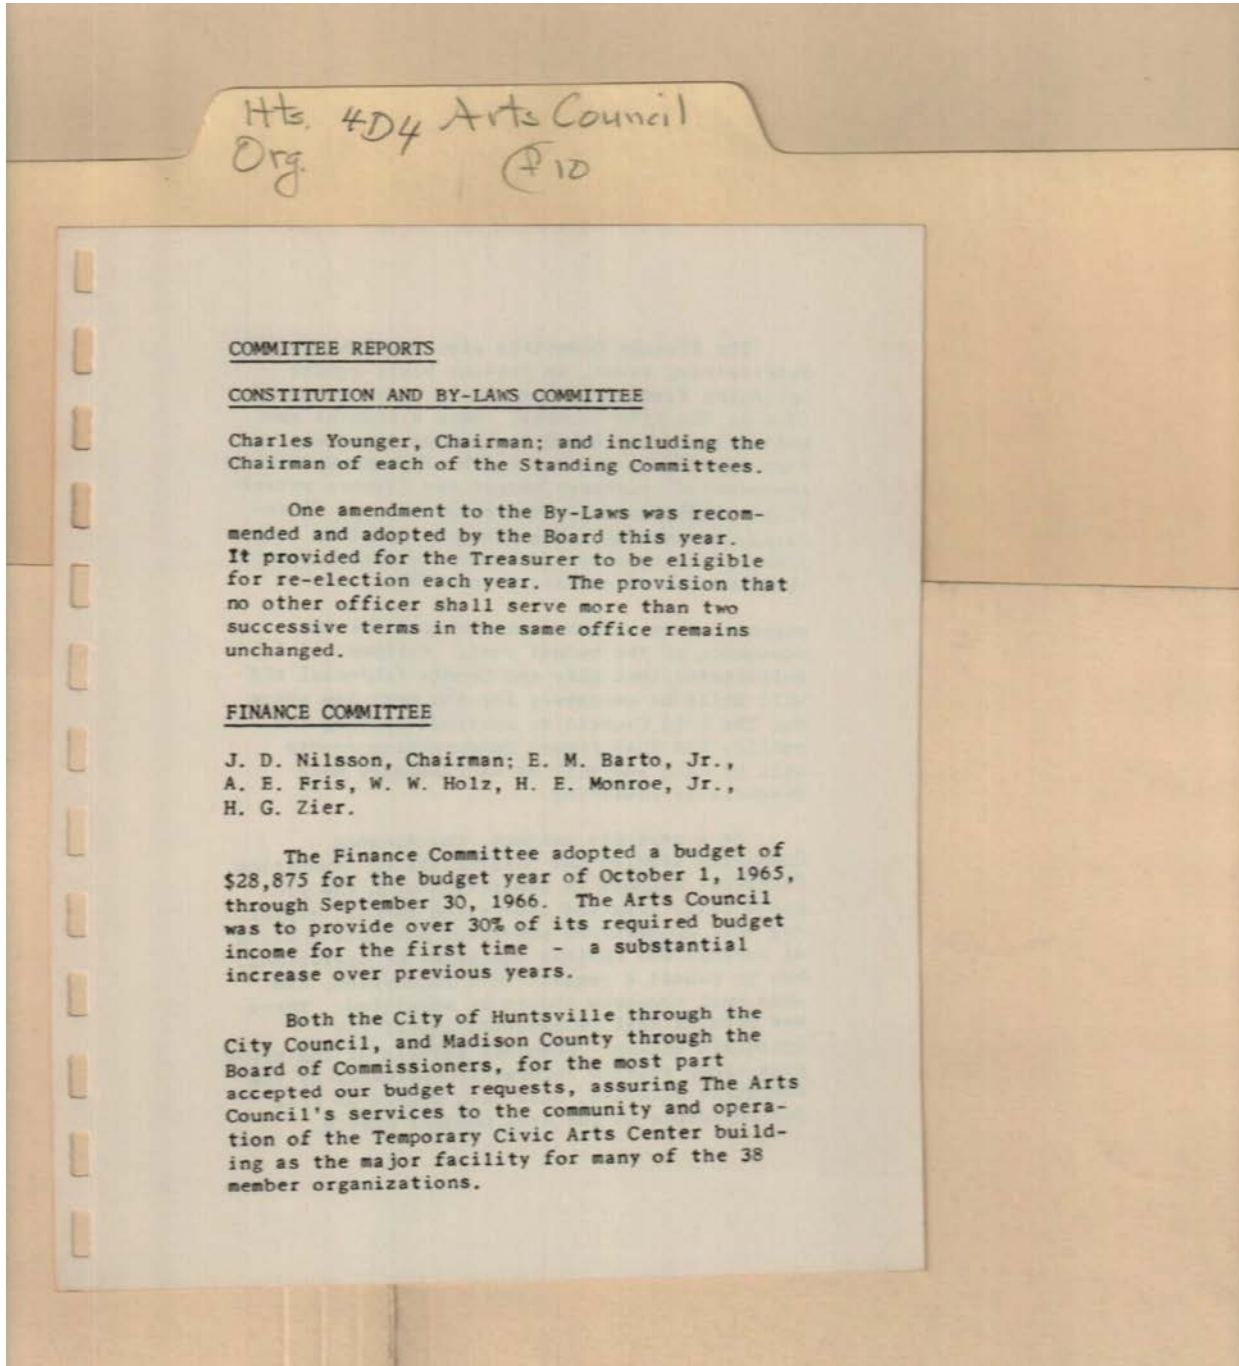 Hts. 4D4 Arts Council
Org. F10
COMMITTEE REPORTS
CONSTITUTION AND BY-LAWS COMMITTEE
Charles Younger, Chairman; and including the
Chairman of each of the Standing Committees.
One amendment to the By-Laws was recom-
mended and adopted by the Board this year.
It provided for the Treasurer to be eligible
for re-election each year. The provision that
no other officer shall serve more than two
successive terms in the same office remains
unchanged.
FINANCE COMMITTEE
J. D. Nilsson, Chairman; E. M. Barto, Jr.,
A. E. Fris, W. W. Holz, H. E. Monroe, Jr.,
H. G. Zier.
The Finance Committee adopted a budget of
$28,875 for the budget year of October 1, 1965,
through September 30, 1966. The Arts Council
was to provide over 30% of its required budget
income for the first time - a substantial
increase over previous years.
Both the City of Huntsville through the
City Council, and Madison County through the
Board of Commissioners, for the most part
accepted our budget requests, assuring The Arts
Council's services to the community and opera-
tion of the Temporary Civic Arts Center build-
ing as the major facility for many of the 38
member organizations.